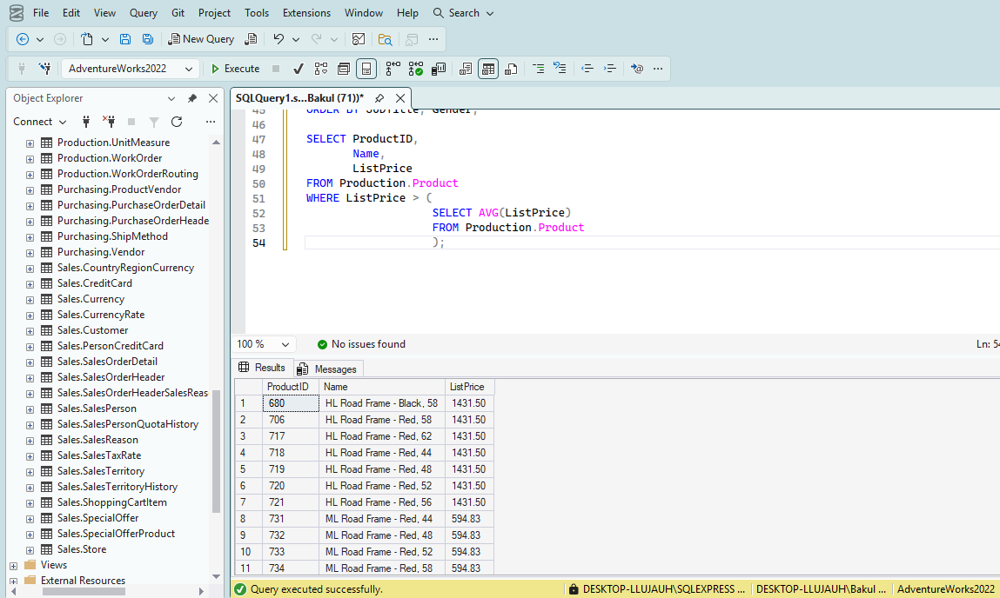 File Edit View Query Git Project Tools Extensions Window Help Search
New Query
AdventureWorks2022 Execute
Object Explorer
Connect
Production.UnitMeasure
Production.WorkOrder
Production.WorkOrderRouting
Purchasing.ProductVendor
Purchasing.PurchaseOrderDetail
Purchasing.PurchaseOrderHeade
Purchasing.ShipMethod
Purchasing.Vendor
Sales.CountryRegionCurrency
Sales.CreditCard
Sales.Currency
Sales.CurrencyRate
Sales.Customer
Sales.PersonCreditCard
Sales.SalesOrderDetail
Sales.SalesOrderHeader
Sales.SalesOrderHeaderSalesReas
Sales.SalesPerson
Sales.SalesPersonQuotaHistory
Sales.SalesReason
Sales.SalesTaxRate
Sales.SalesTerritory
Sales.SalesTerritoryHistory
Sales.ShoppingCartItem
Sales.SpecialOffer
Sales.SpecialOfferProduct
Sales.Store
Views
External Resources
SQLQuery1.s...Bakul (71))*
45 ORDER BY JobTitle, Gender;
46
47 SELECT ProductID,
48 Name,
49 ListPrice
50 FROM Production.Product
51 WHERE ListPrice > (
52 SELECT AVG(ListPrice)
53 FROM Production.Product
54 );
100 % No issues found Ln: 54
Results Messages
ProductID Name ListPrice
1 680 HL Road Frame - Black, 58 1431.50
2 706 HL Road Frame - Red, 58 1431.50
3 717 HL Road Frame - Red, 62 1431.50
4 718 HL Road Frame - Red, 44 1431.50
5 719 HL Road Frame - Red, 48 1431.50
6 720 HL Road Frame - Red, 52 1431.50
7 721 HL Road Frame - Red, 56 1431.50
8 731 ML Road Frame - Red, 44 594.83
9 732 ML Road Frame - Red, 48 594.83
10 733 ML Road Frame - Red, 52 594.83
11 734 ML Road Frame - Red, 58 594.83
Query executed successfully. DESKTOP-LLUJAUH\SQLEXPRESS ... DESKTOP-LLUJAUH\Bakul ... AdventureWorks2022